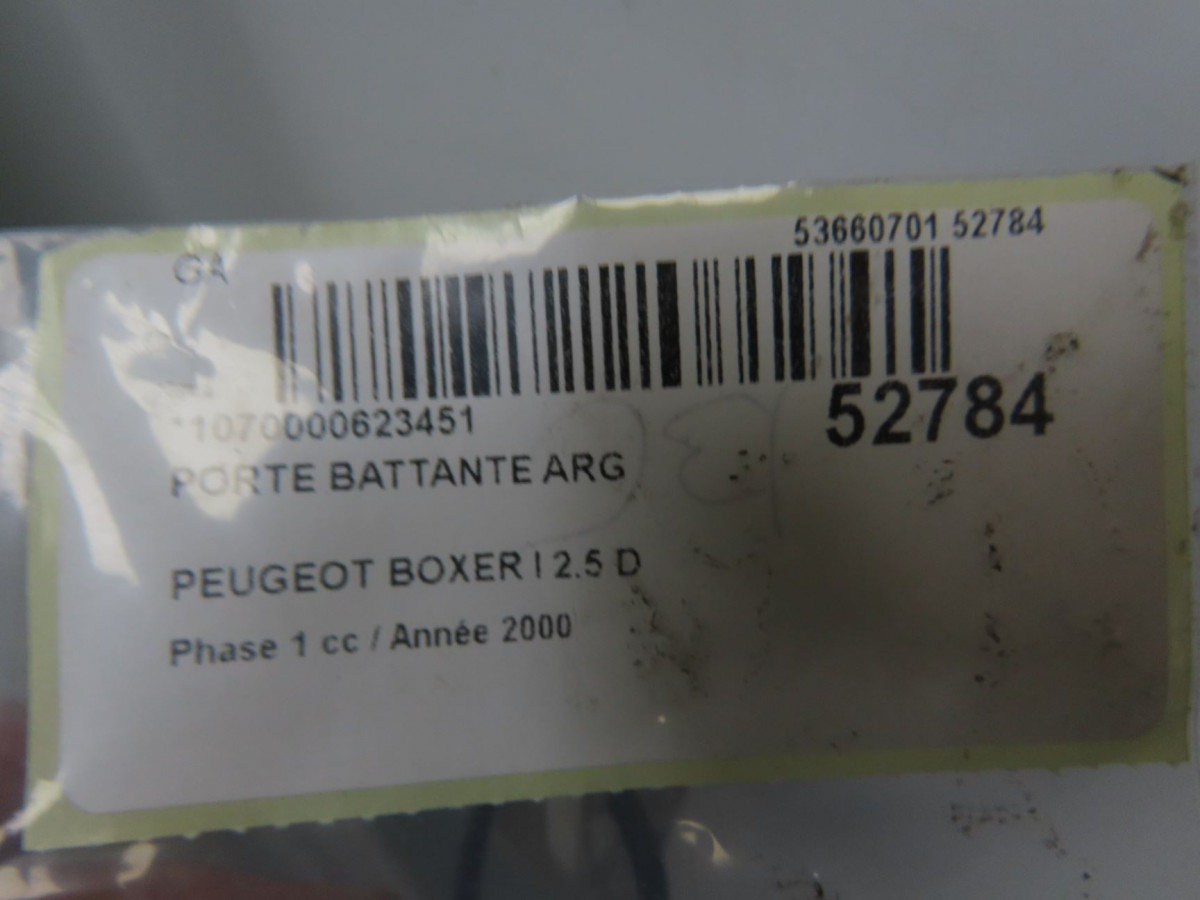 53660701 52784
GA
52784
*1070000623451
PORTE BATTANTE ARG
PEUGEOT BOXER I 2.5 D
Phase 1 cc / Année 2000